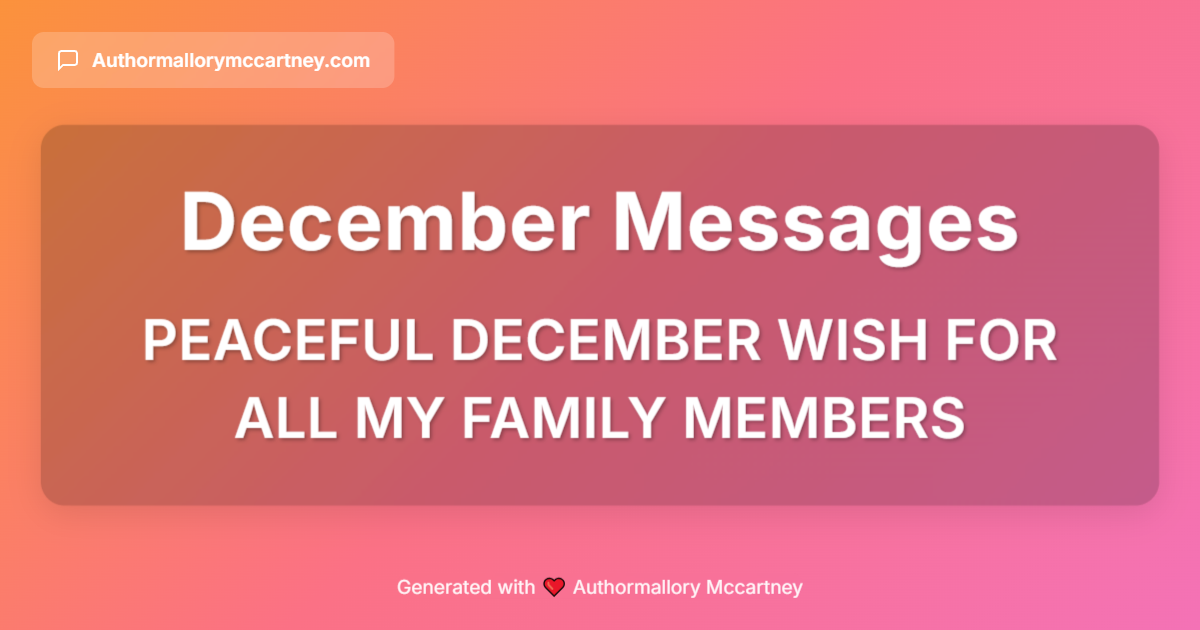 Authormallorymccartney.com
December Messages
PEACEFUL DECEMBER WISH FOR
ALL MY FAMILY MEMBERS
Generated with ❤️ Authormallory Mccartney